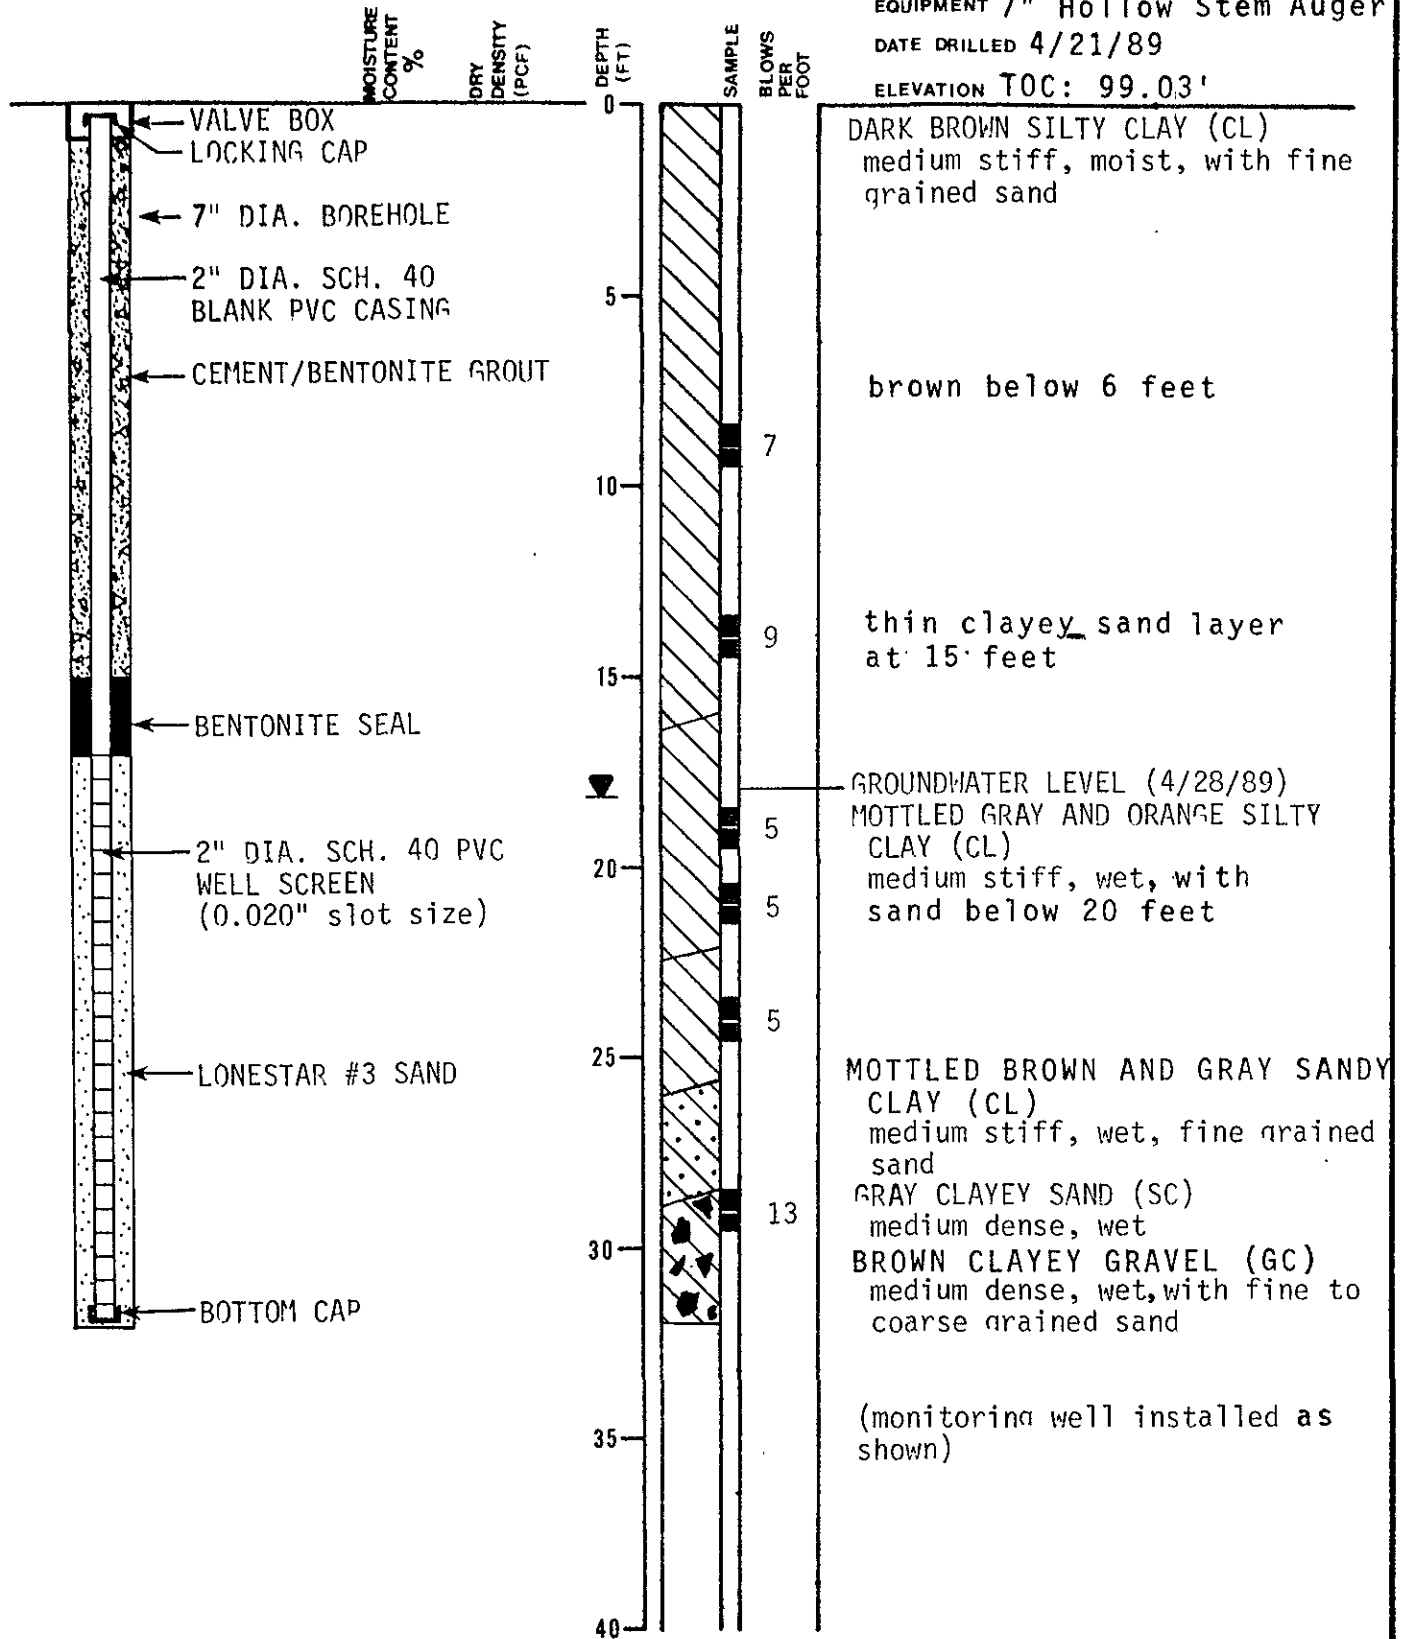 EQUIPMENT 7" Hollow Stem Auger
DATE DRILLED 4/21/89
ELEVATION TOC: 99.03'
MOISTURE CONTENT %
DRY DENSITY (PCF)
DEPTH (FT)
SAMPLE
BLOWS PER FOOT
0
VALVE BOX
LOCKING CAP
7" DIA. BOREHOLE
2" DIA. SCH. 40
BLANK PVC CASING
CEMENT/BENTONITE GROUT
BENTONITE SEAL
2" DIA. SCH. 40 PVC
WELL SCREEN
(0.020" slot size)
LONESTAR #3 SAND
BOTTOM CAP
5
10
15
20
25
30
35
40
7
9
5
5
5
13
DARK BROWN SILTY CLAY (CL)
medium stiff, moist, with fine
grained sand
brown below 6 feet
thin clayey sand layer
at 15 feet
GROUNDWATER LEVEL (4/28/89)
MOTTLED GRAY AND ORANGE SILTY
CLAY (CL)
medium stiff, wet, with
sand below 20 feet
MOTTLED BROWN AND GRAY SANDY
CLAY (CL)
medium stiff, wet, fine grained
sand
GRAY CLAYEY SAND (SC)
medium dense, wet
BROWN CLAYEY GRAVEL (GC)
medium dense, wet, with fine to
coarse grained sand
(monitoring well installed as
shown)